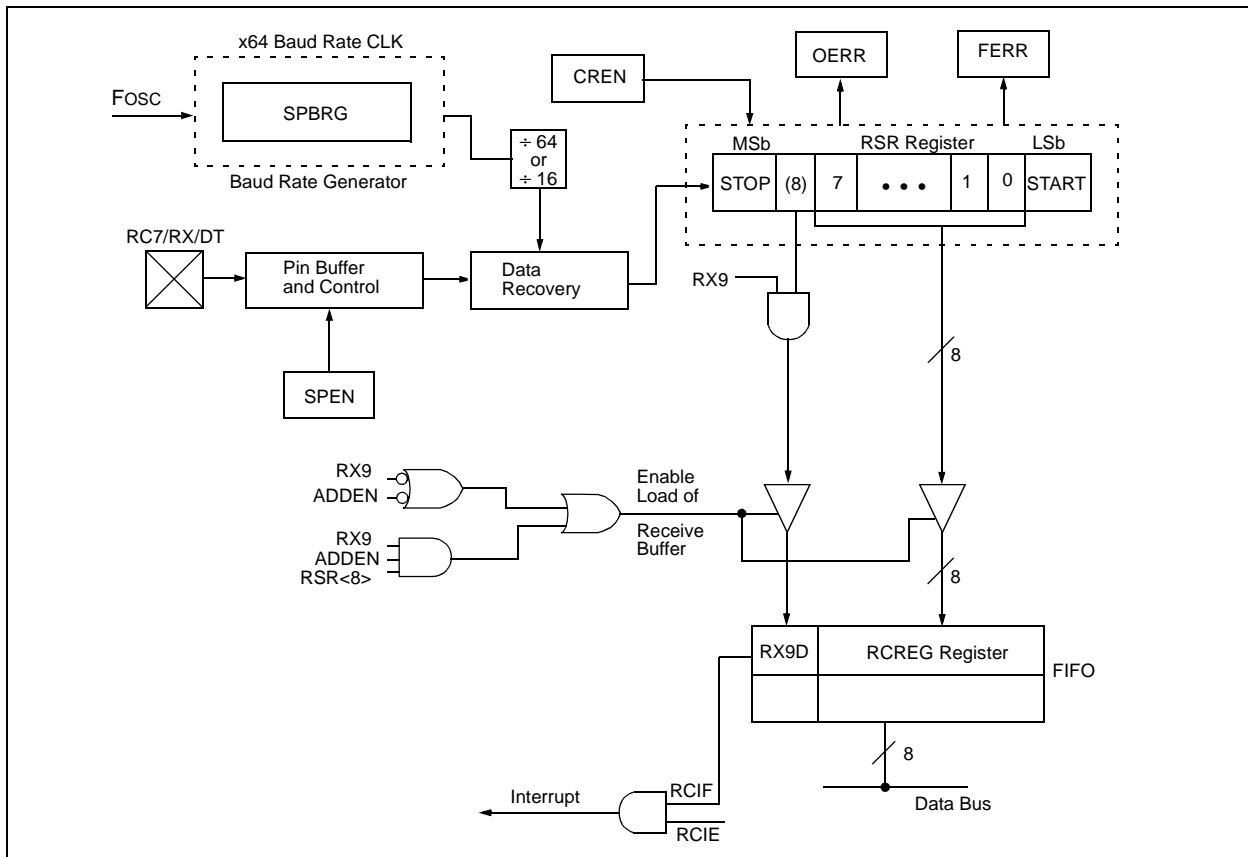 x64 Baud Rate CLK
FOSC
SPBRG
Baud Rate Generator
÷ 64
or
÷ 16
CREN
OERR
FERR
MSb
RSR Register
LSb
STOP
(8)
7
• • •
1
0
START
RC7/RX/DT
Pin Buffer
and Control
Data
Recovery
RX9
8
SPEN
RX9
ADDEN
RX9
ADDEN
RSR<8>
Enable
Load of
Receive
Buffer
8
RX9D
RCREG Register
FIFO
8
Data Bus
Interrupt
RCIF
RCIE